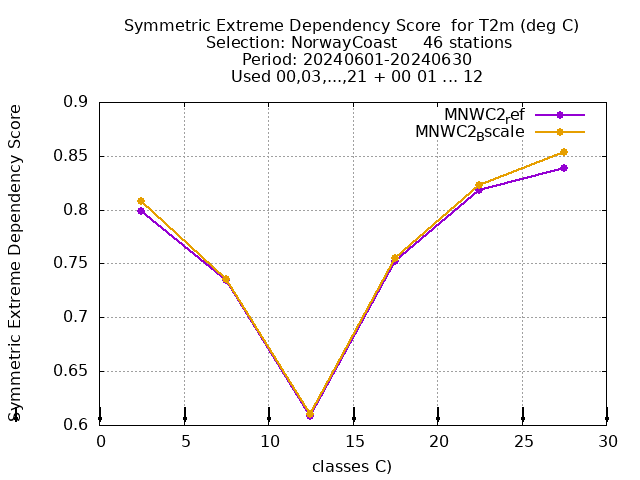 Symmetric Extreme Dependency Score  for T2m (deg C)
Selection: NorwayCoast     46 stations
Period: 20240601-20240630
Used 00,03,...,21 + 00 01 ... 12
Symmetric Extreme Dependency Score
0.9
0.85
0.8
0.75
0.7
0.65
0.6
MNWC2ref
MNWC2Bscale
0 5 10 15 20 25 30
classes C)